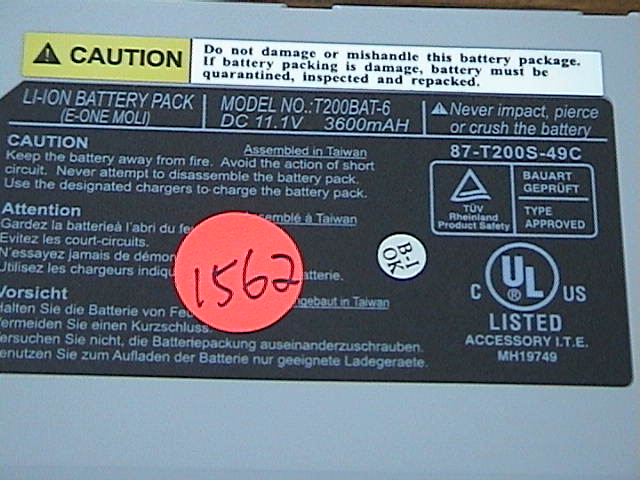 CAUTION
Do not damage or mishandle this battery package.
If battery packing is damage, battery must be
quarantined, inspected and repacked.
LI-ION BATTERY PACK
(E-ONE MOLI)
MODEL NO.:T200BAT-6
DC 11.1V 3600mAH
Never impact, pierce
or crush the battery
CAUTION
Assembled in Taiwan
Keep the battery away from fire. Avoid the action of short
circuit. Never attempt to disassemble the battery pack.
Use the designated chargers to charge the battery pack.
87-T200S-49C
TÜV
Rheinland
Product Safety
BAUART
GEPRÜFT
TYPE
APPROVED
Attention
Assemblé à Taiwan
Gardez la batterieà l'abri du
Evitez les court-circuits.
N'essayez jamais de
Utilisez les chargeurs
batterie.
1562
B-1
OK
C UL US
®
LISTED
ACCESSORY I.T.E.
MH19749
Vorsicht
in Taiwan
Halten Sie die Batterie von
Vermeiden Sie einen Kurzschluss.
Versuchen Sie nicht, die Batteriepackung auseinanderzuschrauben.
Benutzen Sie zum Aufladen der Batterie nur geeignete Ladegeraete.